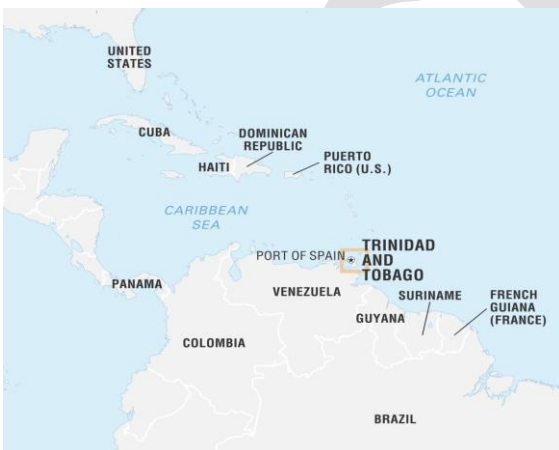 UNITED
STATES
ATLANTIC
OCEAN
CUBA
DOMINICAN
REPUBLIC
HAITI
PUERTO
RICO (U.S.)
CARIBBEAN
SEA
PORT OF SPAIN
TRINIDAD
AND
TOBAGO
PANAMA
VENEZUELA
SURINAME
FRENCH
GUIANA
(FRANCE)
GUYANA
COLOMBIA
BRAZIL